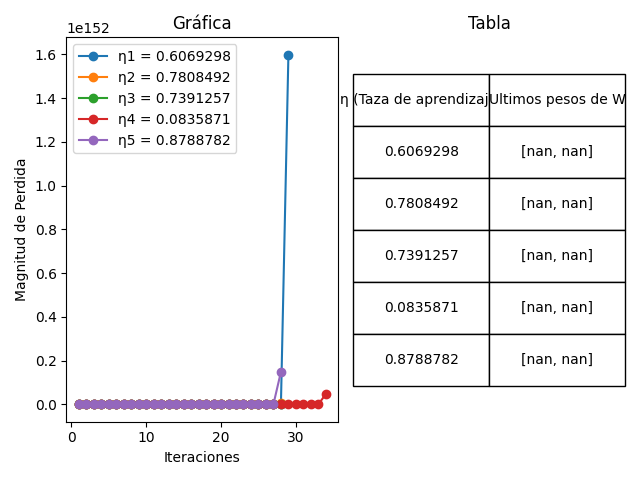 Gráfica
1e152
1.6
1.4
1.2
1.0
0.8
0.6
0.4
0.2
0.0
Magnitud de Perdida
η1 = 0.6069298
η2 = 0.7808492
η3 = 0.7391257
η4 = 0.0835871
η5 = 0.8788782
0 10 20 30
Iteraciones
Tabla
η (Taza de aprendizaj Ultimos pesos de W
0.6069298 [nan, nan]
0.7808492 [nan, nan]
0.7391257 [nan, nan]
0.0835871 [nan, nan]
0.8788782 [nan, nan]